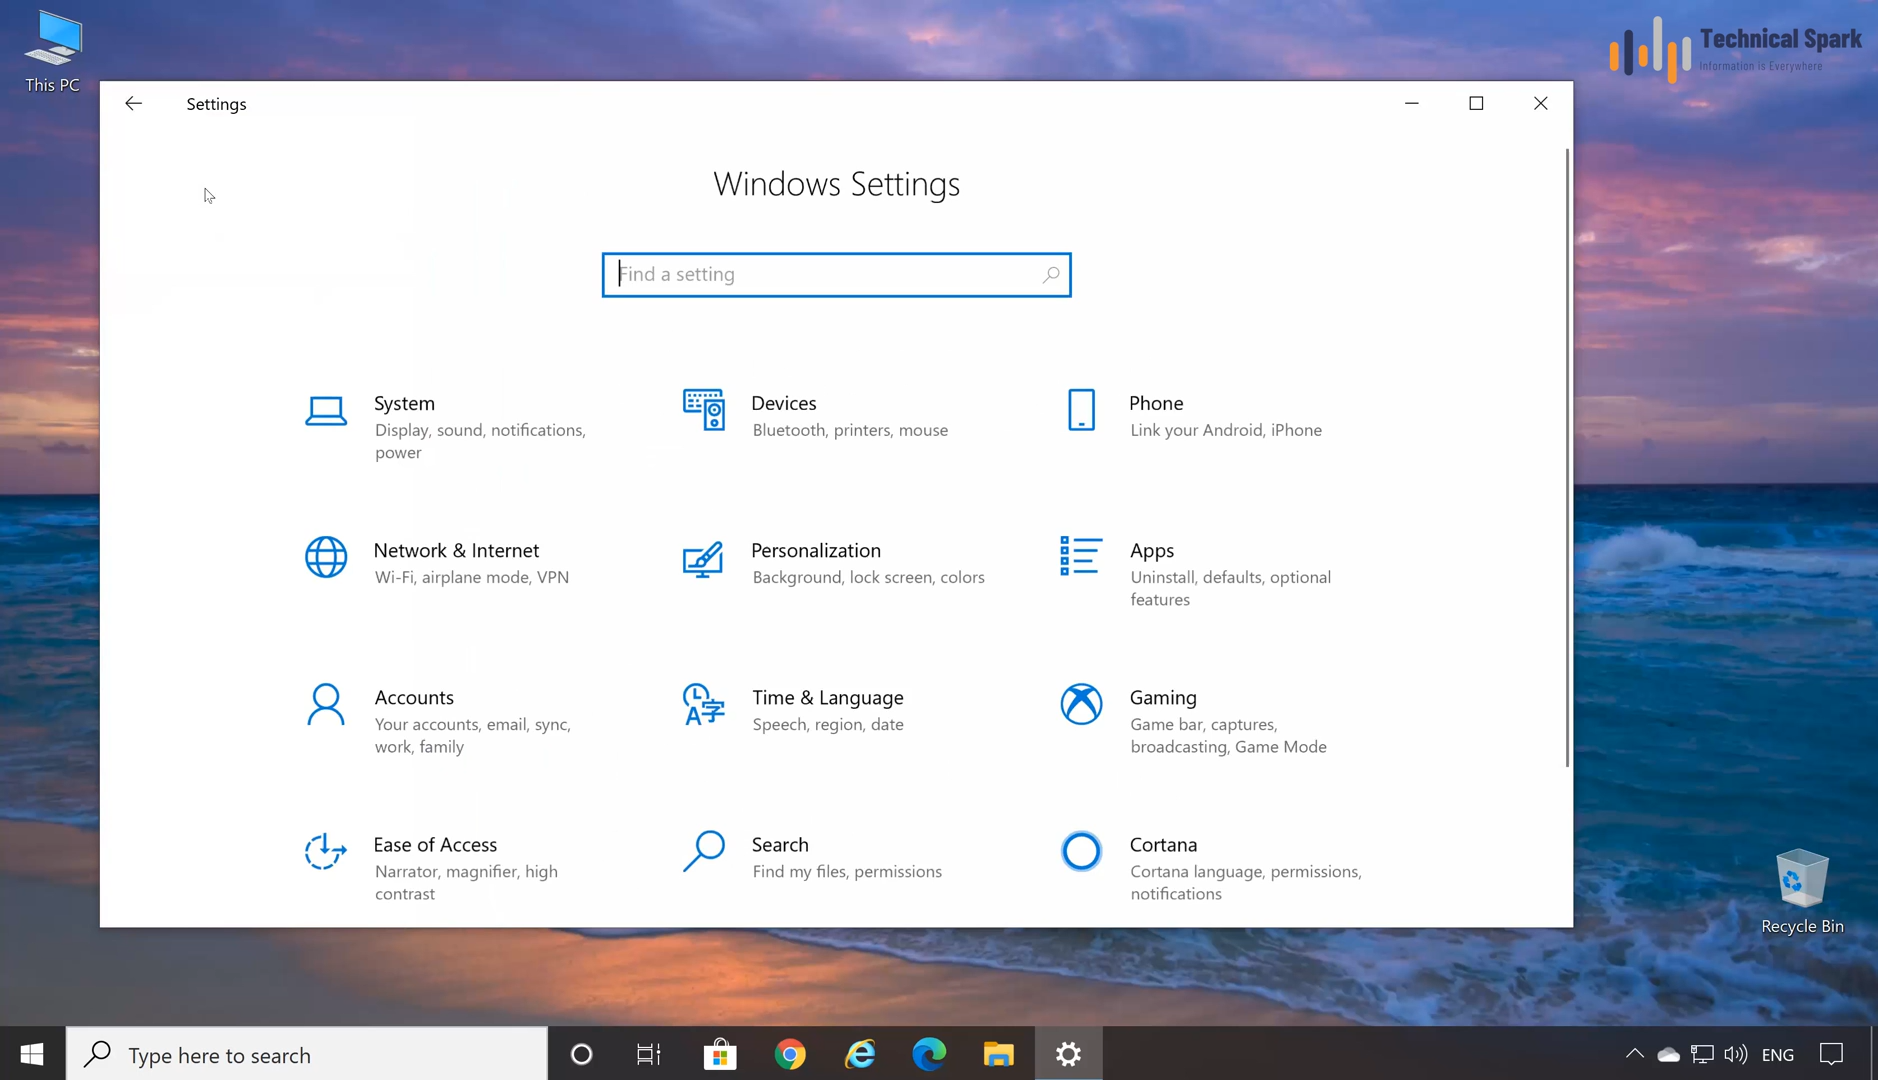 This PC
Technical Spark
Information is Everywhere
Settings
Windows Settings
Find a setting
System
Display, sound, notifications,
power
Devices
Bluetooth, printers, mouse
Phone
Link your Android, iPhone
Network & Internet
Wi-Fi, airplane mode, VPN
Personalization
Background, lock screen, colors
Apps
Uninstall, defaults, optional
features
Accounts
Your accounts, email, sync,
work, family
Time & Language
Speech, region, date
Gaming
Game bar, captures,
broadcasting, Game Mode
Ease of Access
Narrator, magnifier, high
contrast
Search
Find my files, permissions
Cortana
Cortana language, permissions,
notifications
Recycle Bin
Type here to search
ENG